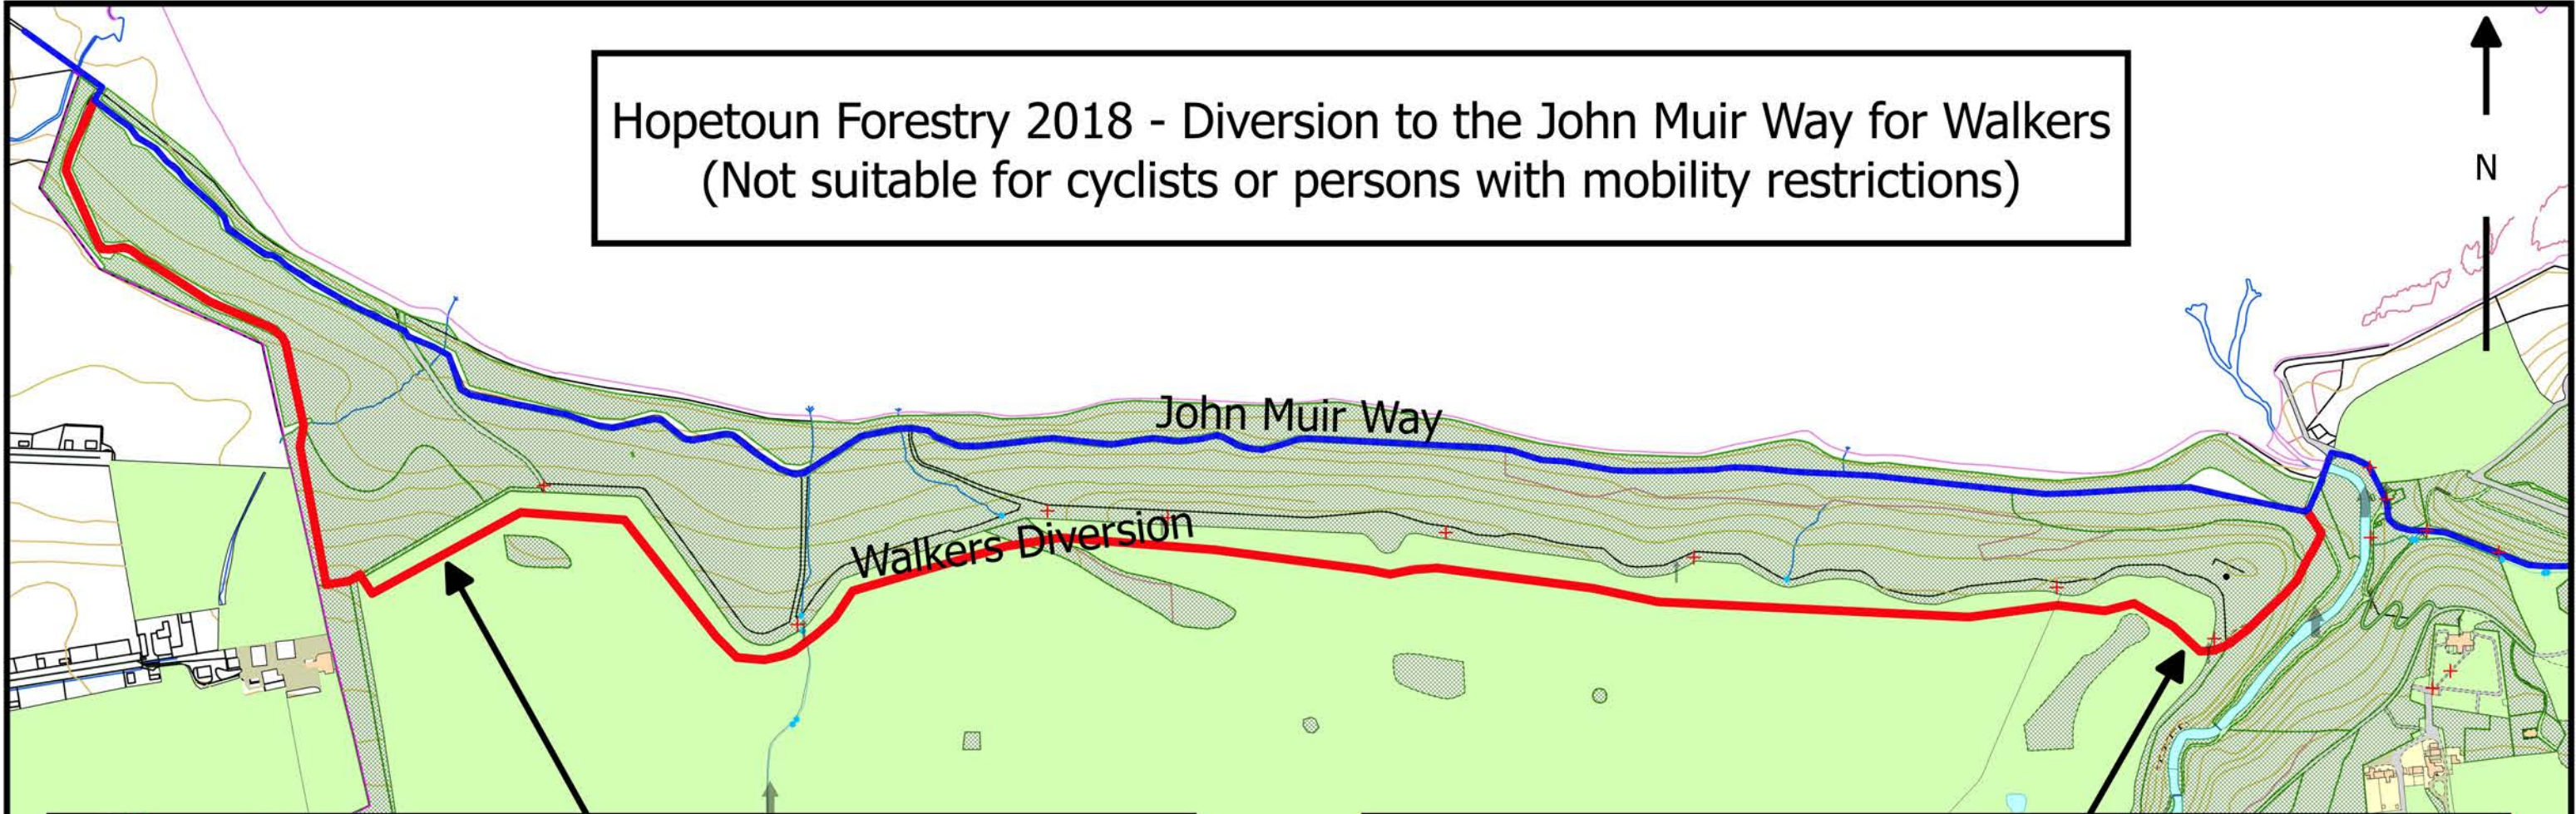 Hopetoun Forestry 2018 - Diversion to the John Muir Way for Walkers
(Not suitable for cyclists or persons with mobility restrictions)
N
John Muir Way
Walkers Diversion